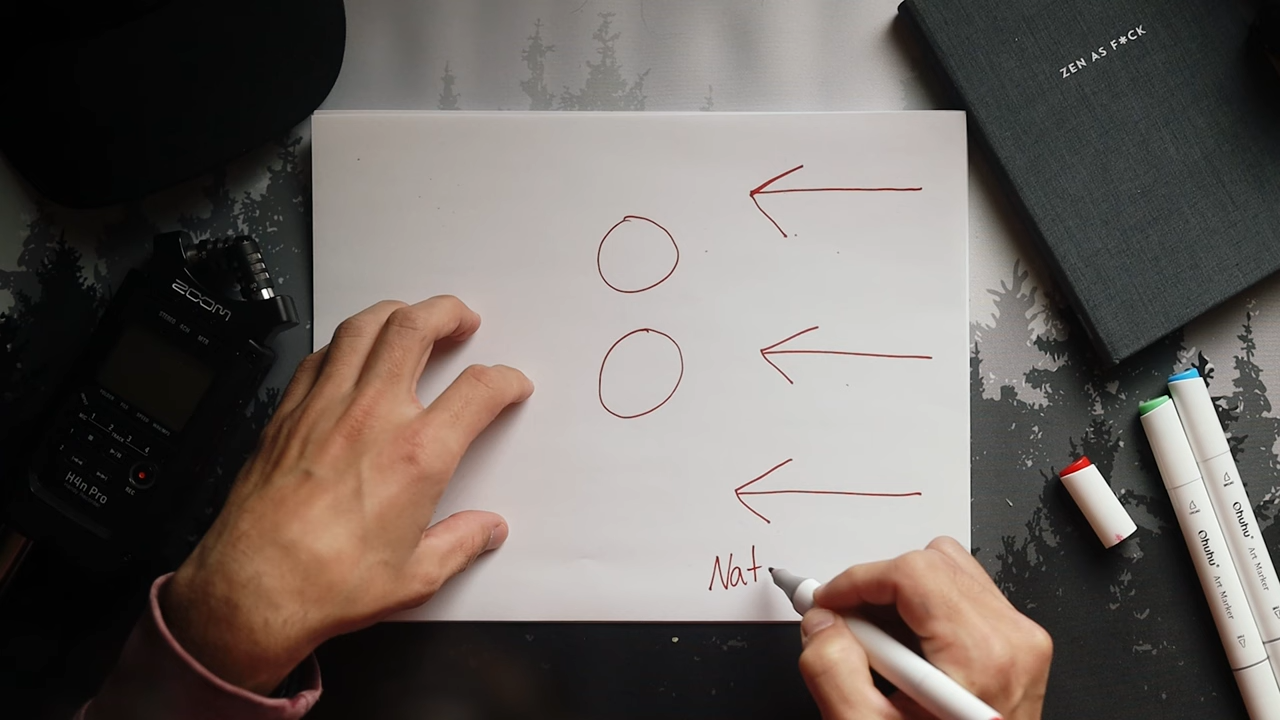 ZEN AS F*CK
zoom
H4n Pro
Nat
Ohuhu Art Marker
Ohuhu Art Marker